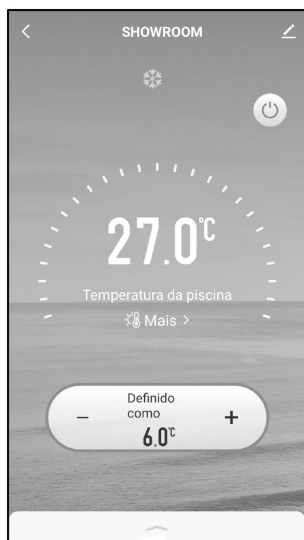 SHOWROOM
27.0°C
Temperatura da piscina
Mais >
Definido
como
− 6.0°C +